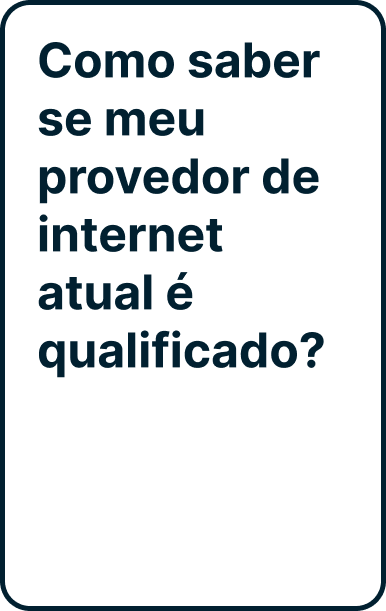 Como saber
se meu
provedor de
internet
atual é
qualificado?